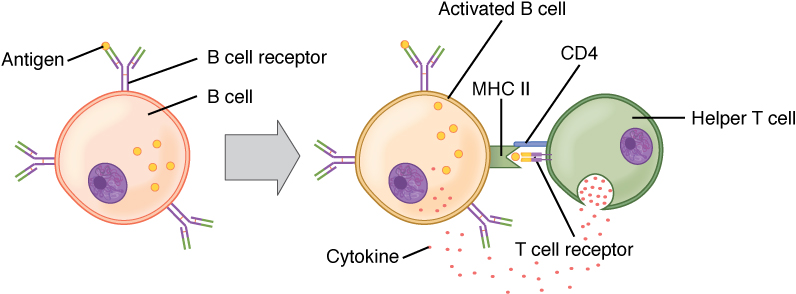 Antigen
B cell receptor
B cell
Activated B cell
MHC II
CD4
Helper T cell
Cytokine
T cell receptor